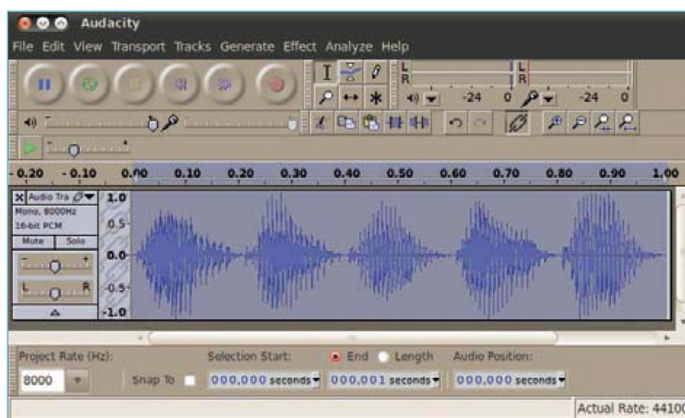 Audacity
File Edit View Transport Tracks Generate Effect Analyze Help
L
R
L
R
-24 0
-24 0
- 0.20 - 0.10 0.00 0.10 0.20 0.30 0.40 0.50 0.60 0.70 0.80 0.90 1.00
X Audio Tra
Mono, 8000Hz
16-bit PCM
Mute Solo
- +
L R
1.0
0.5-
0.0-
-0.5-
-1.0
Project Rate (Hz): Selection Start: End Length Audio Position:
8000 Snap To 000,000 seconds 000,001 seconds 000,000 seconds
Actual Rate: 44100